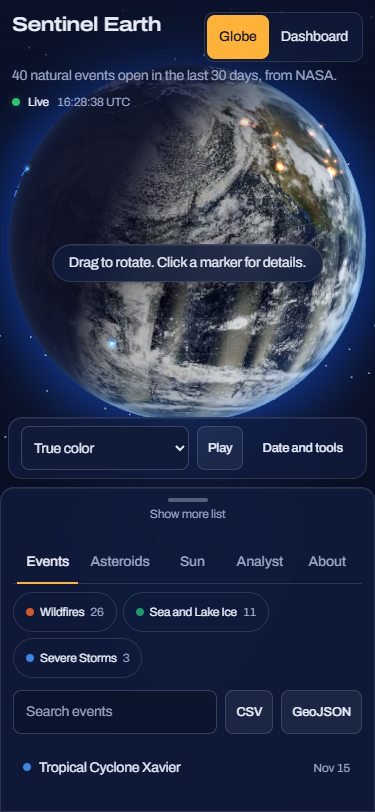 Sentinel Earth
Globe
Dashboard
40 natural events open in the last 30 days, from NASA.
Live 16:28:38 UTC
Drag to rotate. Click a marker for details.
True color
Play
Date and tools
Show more list
Events
Asteroids
Sun
Analyst
About
Wildfires 26
Sea and Lake Ice 11
Severe Storms 3
Search events
CSV
GeoJSON
Tropical Cyclone Xavier
Nov 15